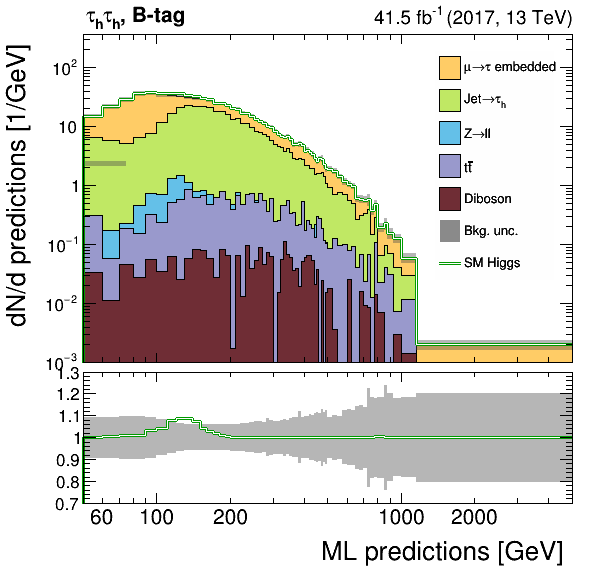 τhτh, B-tag
41.5 fb⁻¹ (2017, 13 TeV)
dN/d predictions [1/GeV]
10²
10
1
10⁻¹
10⁻²
10⁻³
μ→τ embedded
Jet→τh
Z→ll
tt̄
Diboson
Bkg. unc.
SM Higgs
1.3
1.2
1.1
1
0.9
0.8
0.7
60 100 200 1000 2000
ML predictions [GeV]